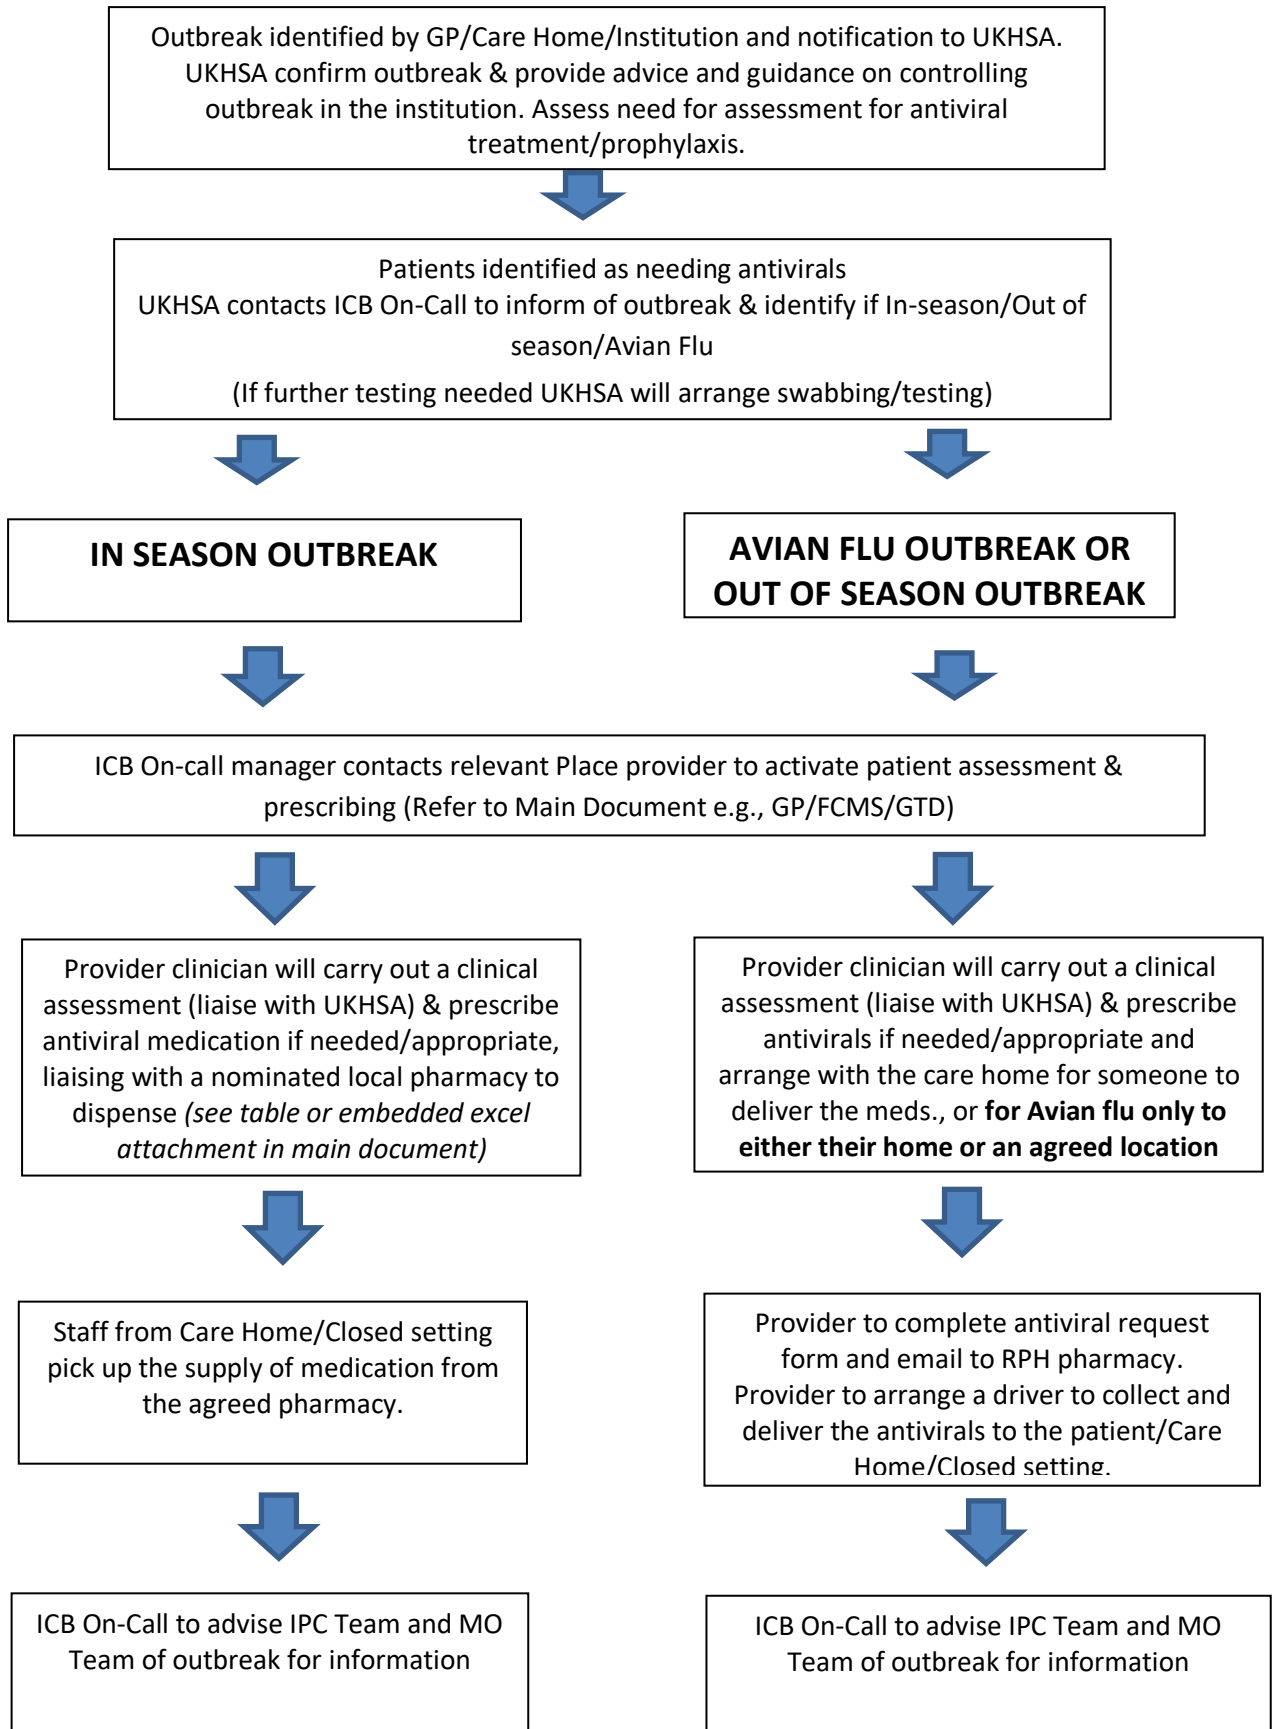 Outbreak identified by GP/Care Home/Institution and notification to UKHSA.
UKHSA confirm outbreak & provide advice and guidance on controlling
outbreak in the institution. Assess need for assessment for antiviral
treatment/prophylaxis.
Patients identified as needing antivirals
UKHSA contacts ICB On-Call to inform of outbreak & identify if In-season/Out of
season/Avian Flu
(If further testing needed UKHSA will arrange swabbing/testing)
IN SEASON OUTBREAK
AVIAN FLU OUTBREAK OR
OUT OF SEASON OUTBREAK
ICB On-call manager contacts relevant Place provider to activate patient assessment &
prescribing (Refer to Main Document e.g., GP/FCMS/GTD)
Provider clinician will carry out a clinical
assessment (liaise with UKHSA) & prescribe
antiviral medication if needed/appropriate,
liaising with a nominated local pharmacy to
dispense (see table or embedded excel
attachment in main document)
Provider clinician will carry out a clinical
assessment (liaise with UKHSA) & prescribe
antivirals if needed/appropriate and
arrange with the care home for someone to
deliver the meds., or for Avian flu only to
either their home or an agreed location
Staff from Care Home/Closed setting
pick up the supply of medication from
the agreed pharmacy.
Provider to complete antiviral request
form and email to RPH pharmacy.
Provider to arrange a driver to collect and
deliver the antivirals to the patient/Care
Home/Closed setting.
ICB On-Call to advise IPC Team and MO
Team of outbreak for information
ICB On-Call to advise IPC Team and MO
Team of outbreak for information